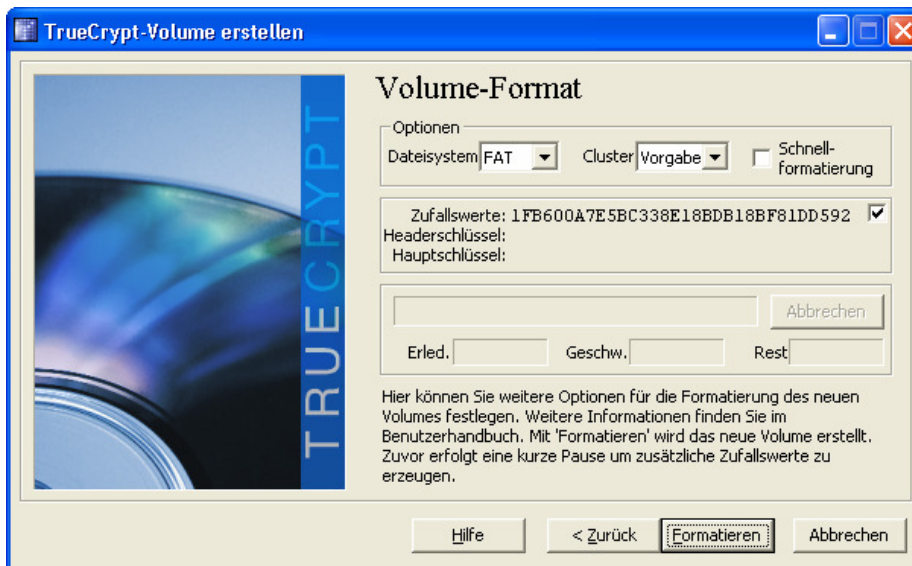 TrueCrypt-Volume erstellen
TRUECRYPT
Volume-Format
Optionen
Dateisystem FAT Cluster Vorgabe Schnell-
formatierung
Zufallswerte: 1FB600A7E5BC338E18BDB18BF81DD592
Headerschlüssel:
Hauptschlüssel:
Abbrechen
Erled. Geschw. Rest
Hier können Sie weitere Optionen für die Formatierung des neuen
Volumes festlegen. Weitere Informationen finden Sie im
Benutzerhandbuch. Mit 'Formatieren' wird das neue Volume erstellt.
Zuvor erfolgt eine kurze Pause um zusätzliche Zufallswerte zu
erzeugen.
Hilfe < Zurück Formatieren Abbrechen